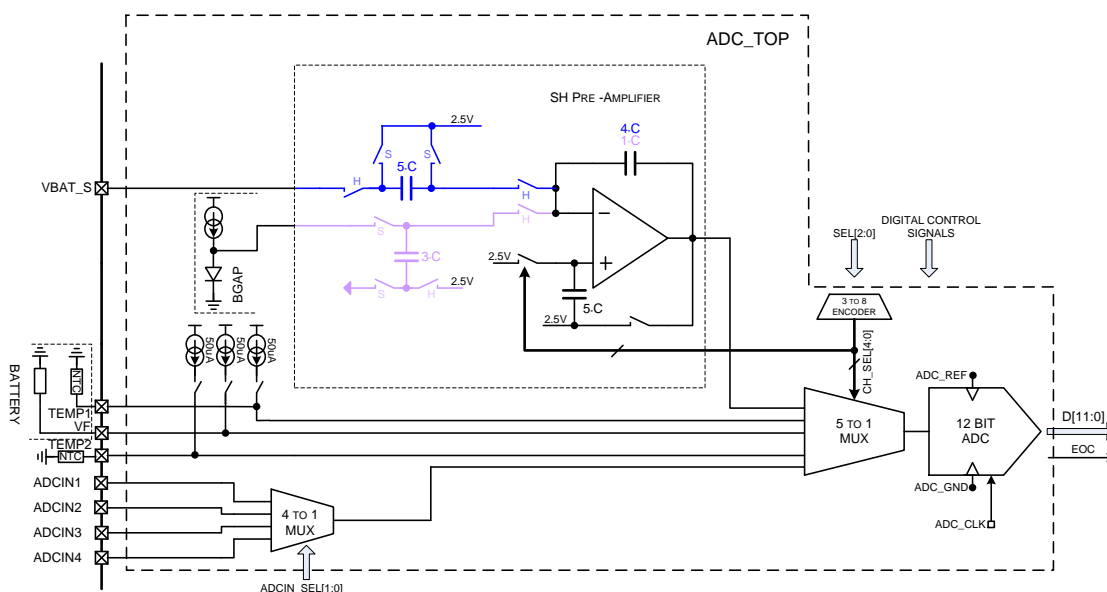 ADC_TOP
SH PRE -AMPLIFIER
2.5V
4·C
1·C
S
S
5·C
H
H
VBAT_S
S
H
3·C
S
H
2.5V
2.5V
5·C
2.5V
BGAP
SEL[2:0]
DIGITAL CONTROL
SIGNALS
3 TO 8
ENCODER
CH_SEL[4:0]
50uA
50uA
50uA
BATTERY
NTC
TEMP1
VF
TEMP2
NTC
5 TO 1
MUX
ADC_REF
12 BIT
ADC
ADC_GND
ADC_CLK
D[11:0]
EOC
ADCIN1
ADCIN2
ADCIN3
ADCIN4
4 TO 1
MUX
ADCIN_SEL[1:0]